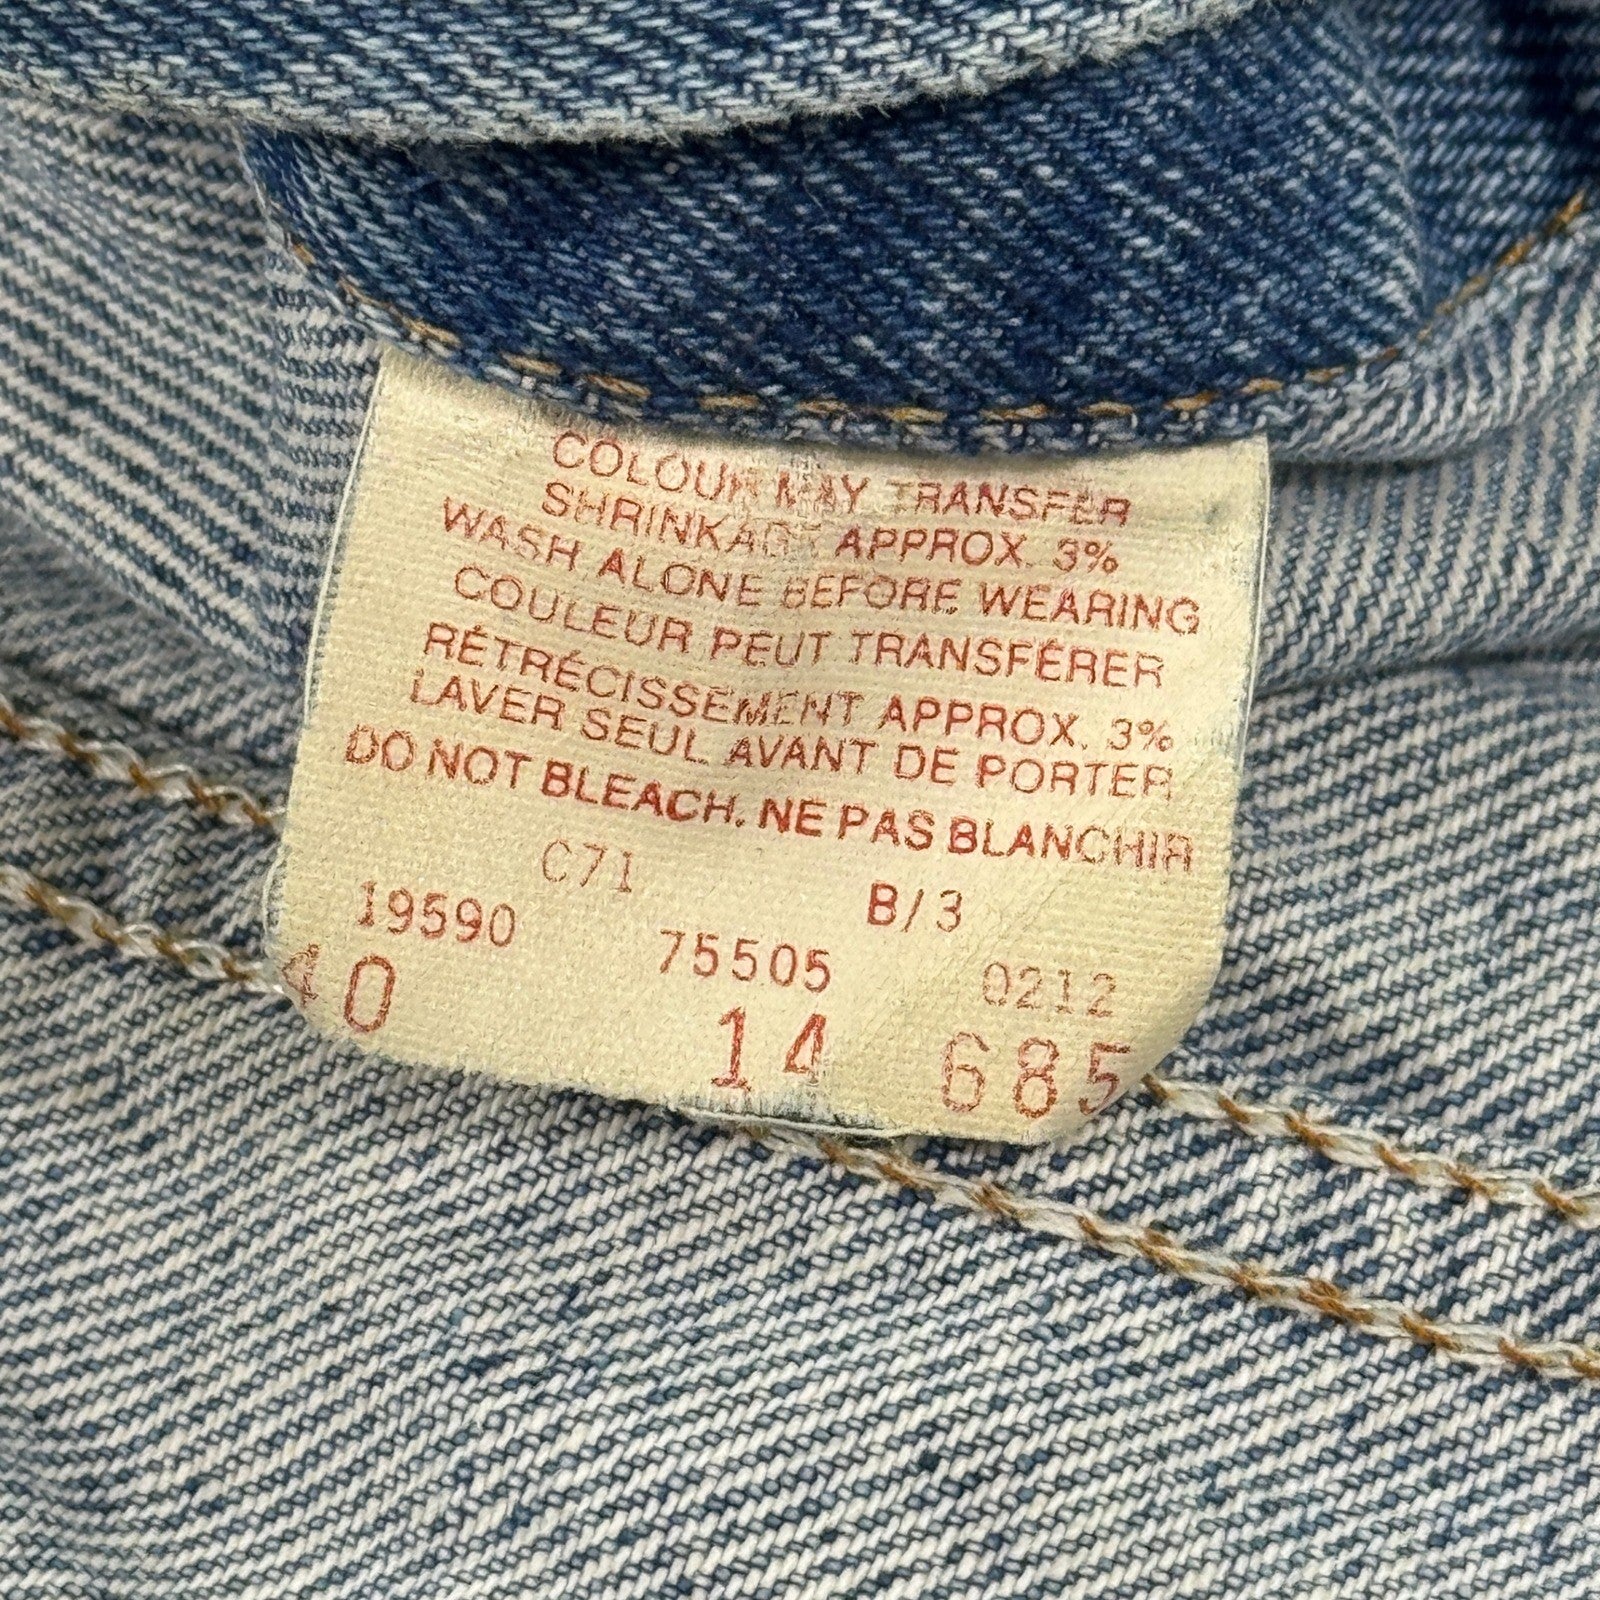 COLOUR MAY TRANSFER
SHRINKAGE APPROX. 3%
WASH ALONE BEFORE WEARING
COULEUR PEUT TRANSFÉRER
RÉTRÉCISSEMENT APPROX. 3%
LAVER SEUL AVANT DE PORTER
DO NOT BLEACH. NE PAS BLANCHIR
C71 B/3
19590 75505 0212
40 14 685